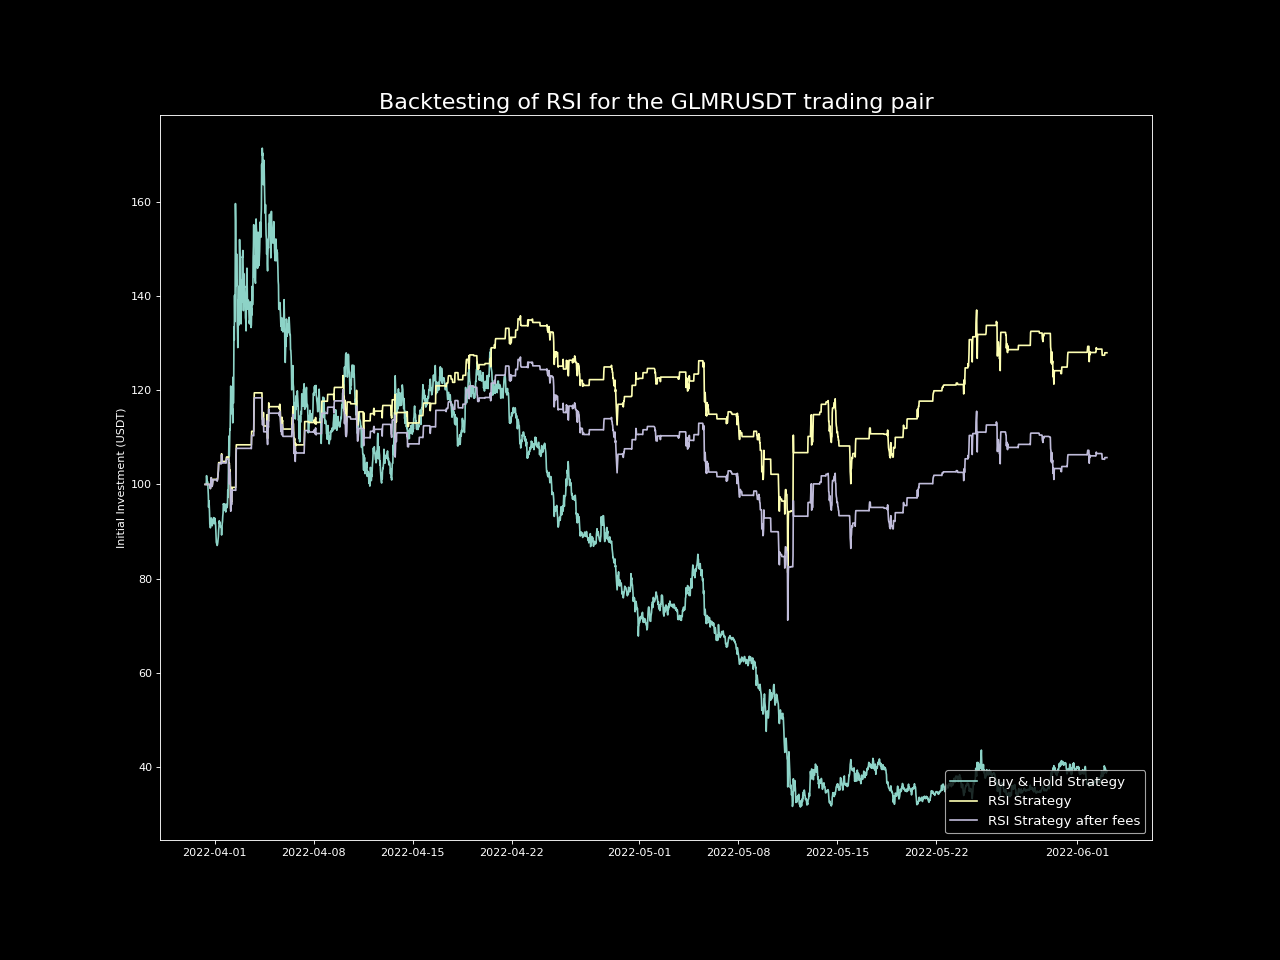 Backtesting of RSI for the GLMRUSDT trading pair
Initial Investment (USDT)
160
140
120
100
80
60
40
2022-04-01 2022-04-08 2022-04-15 2022-04-22 2022-05-01 2022-05-08 2022-05-15 2022-05-22 2022-06-01
Buy & Hold Strategy
RSI Strategy
RSI Strategy after fees